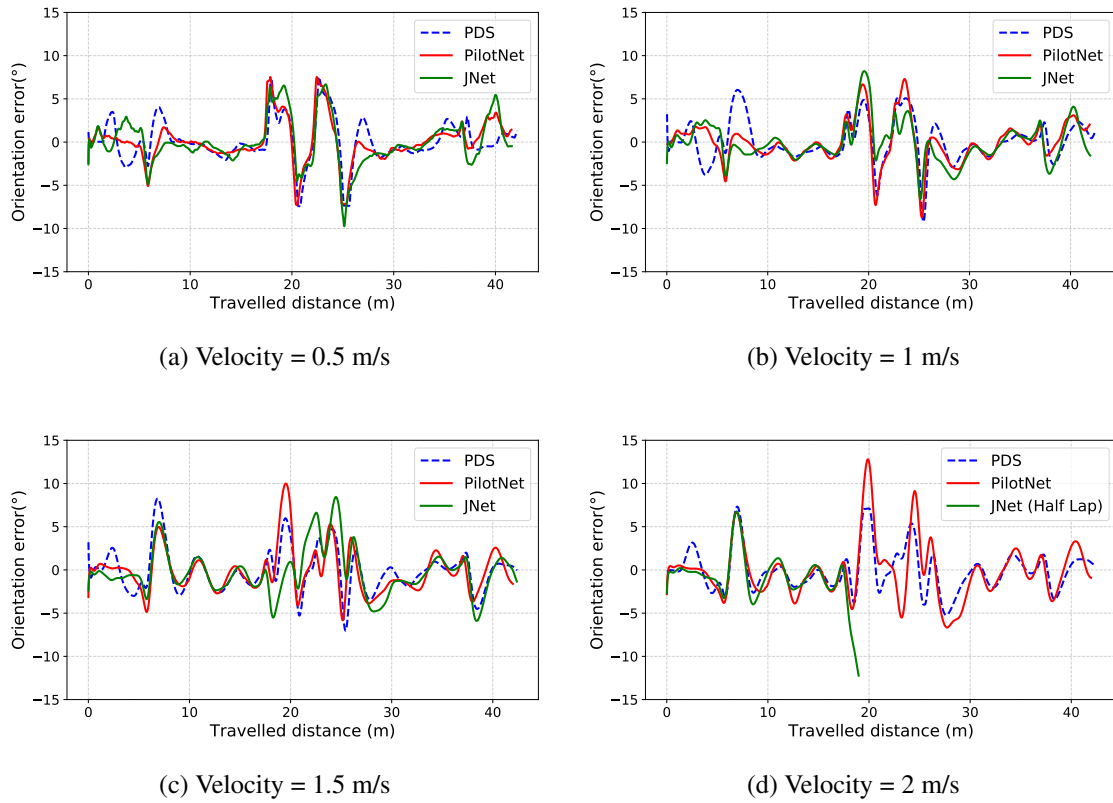 15
10
5
0
−5
−10
−15
0
10
20
30
40
Orientation error(°)
Travelled distance (m)
PDS
PilotNet
JNet
(a) Velocity = 0.5 m/s
15
10
5
0
−5
−10
−15
0
10
20
30
40
Orientation error(°)
Travelled distance (m)
PDS
PilotNet
JNet
(b) Velocity = 1 m/s
15
10
5
0
−5
−10
−15
0
10
20
30
40
Orientation error(°)
Travelled distance (m)
PDS
PilotNet
JNet
(c) Velocity = 1.5 m/s
15
10
5
0
−5
−10
−15
0
10
20
30
40
Orientation error(°)
Travelled distance (m)
PDS
PilotNet
JNet (Half Lap)
(d) Velocity = 2 m/s